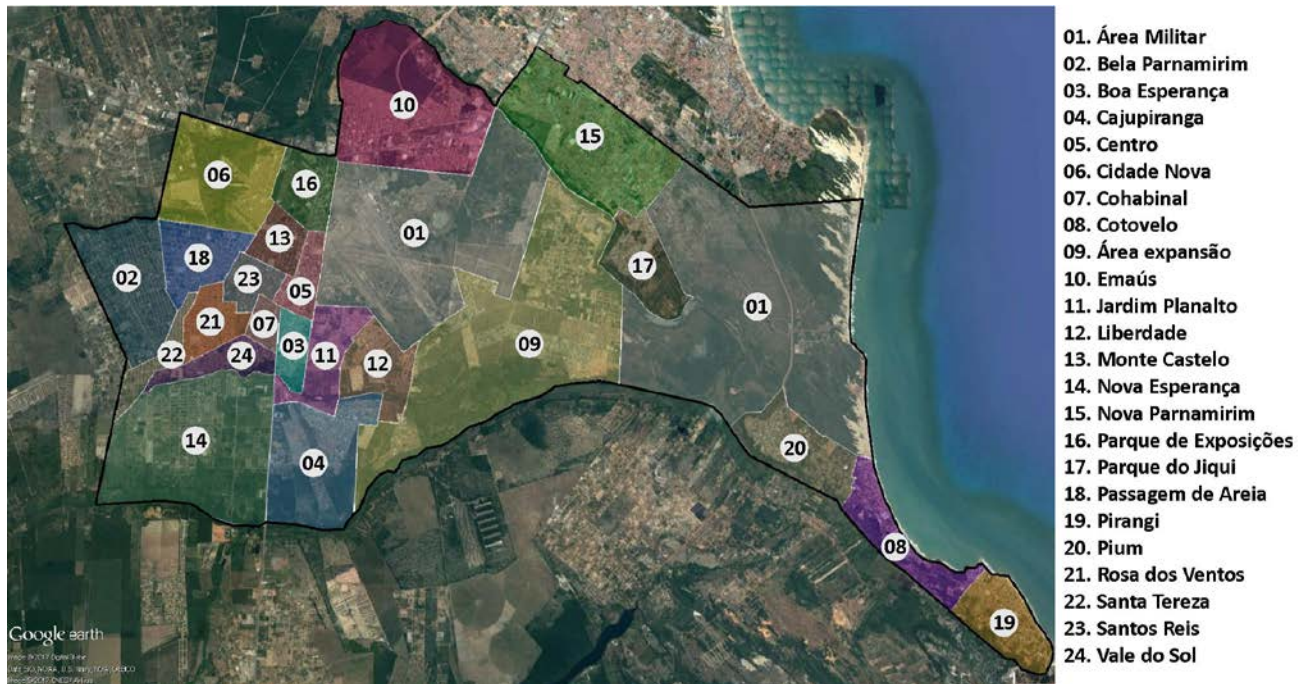 10
15
06
16
01
13
18
23
02
17
05
01
21
07
03
11
09
22
24
12
14
04
20
08
19
Google earth
01. Área Militar
02. Bela Parnamirim
03. Boa Esperança
04. Cajupiranga
05. Centro
06. Cidade Nova
07. Cohabinal
08. Cotovelo
09. Área expansão
10. Emaús
11. Jardim Planalto
12. Liberdade
13. Monte Castelo
14. Nova Esperança
15. Nova Parnamirim
16. Parque de Exposições
17. Parque do Jiqui
18. Passagem de Areia
19. Pirangi
20. Pium
21. Rosa dos Ventos
22. Santa Tereza
23. Santos Reis
24. Vale do Sol